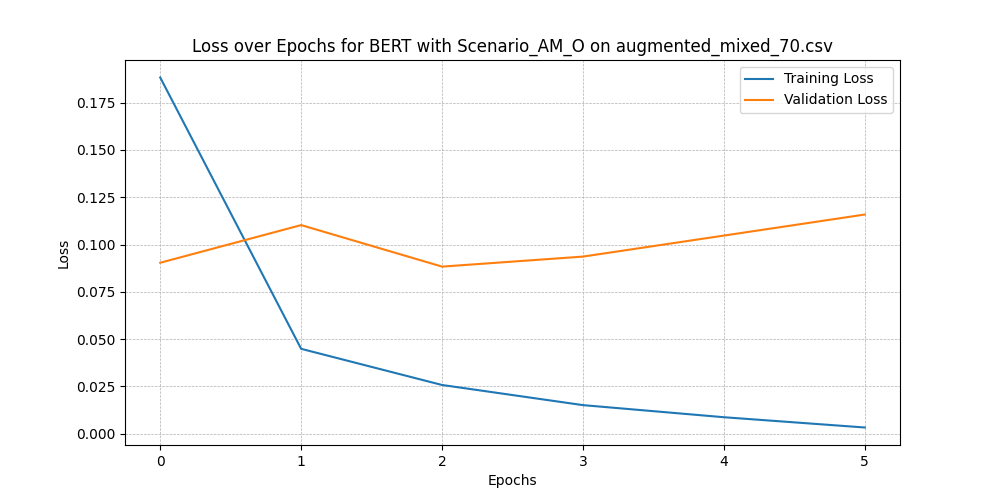 Loss over Epochs for BERT with Scenario_AM_O on augmented_mixed_70.csv
Training Loss
Validation Loss
0.175
0.150
0.125
0.100
0.075
0.050
0.025
0.000
Loss
0 1 2 3 4 5
Epochs